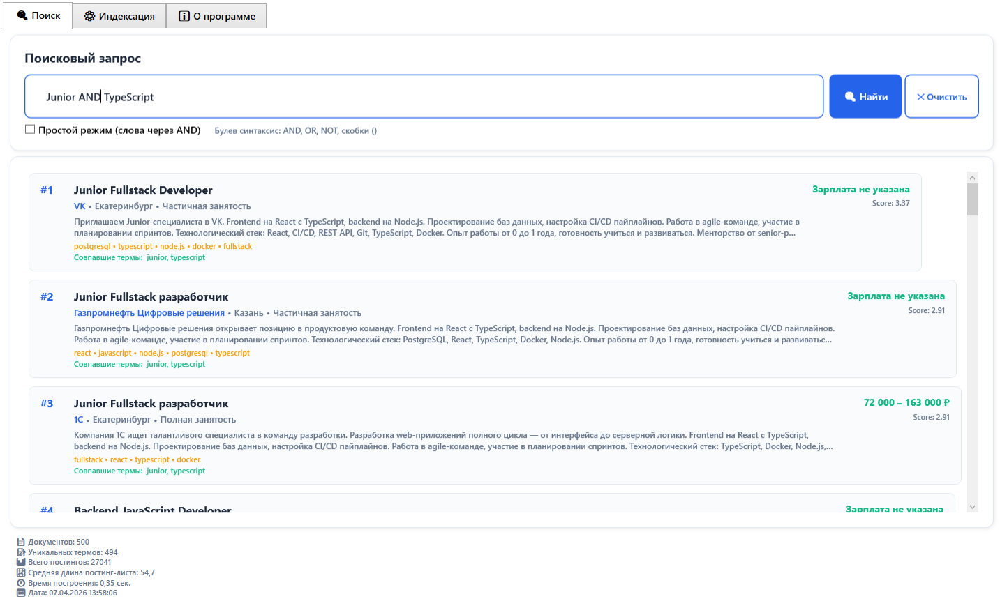 Поиск
Индексация
О программе
Поисковый запрос
Junior AND TypeScript
Найти
Очистить
Простой режим (слова через AND)
Булев синтаксис: AND, OR, NOT, скобки ()
#1
Junior Fullstack Developer
Зарплата не указана
VK • Екатеринбург • Частичная занятость
Score: 3.37
Приглашаем Junior-специалиста в VK. Frontend на React с TypeScript, backend на Node.js. Проектирование баз данных, настройка CI/CD пайплайнов. Работа в agile-команде, участие в
планировании спринтов. Технологический стек: React, CI/CD, REST API, Git, TypeScript, Docker. Опыт работы от 0 до 1 года, готовность учиться и развиваться. Менторство от senior-р...
postgresql • typescript • node.js • docker • fullstack
Совпавшие термы: junior, typescript
#2
Junior Fullstack разработчик
Зарплата не указана
Газпромнефть Цифровые решения • Казань • Частичная занятость
Score: 2.91
Газпромнефть Цифровые решения открывает позицию в продуктовую команду. Frontend на React с TypeScript, backend на Node.js. Проектирование баз данных, настройка CI/CD пайплайнов.
Работа в agile-команде, участие в планировании спринтов. Технологический стек: PostgreSQL, React, TypeScript, Docker, Node.js. Опыт работы от 0 до 1 года, готовность учиться и развиватьс...
react • javascript • node.js • postgresql • typescript
Совпавшие термы: junior, typescript
#3
Junior Fullstack разработчик
72 000 – 163 000 ₽
1С • Екатеринбург • Полная занятость
Score: 2.91
Компания 1С ищет талантливого специалиста в команду разработки. Разработка web-приложений полного цикла — от интерфейса до серверной логики. Frontend на React с TypeScript,
backend на Node.js. Проектирование баз данных, настройка CI/CD пайплайнов. Работа в agile-команде, участие в планировании спринтов. Технологический стек: TypeScript, Docker, Node.js,...
fullstack • react • typescript • docker
Совпавшие термы: junior, typescript
#4
Backend JavaScript Developer
Зарплата не указана
Документов: 500
Уникальных термов: 494
Всего постингов: 27041
Средняя длина постинг-листа: 54,7
Время построения: 0,35 сек.
Дата: 07.04.2026 13:58:06